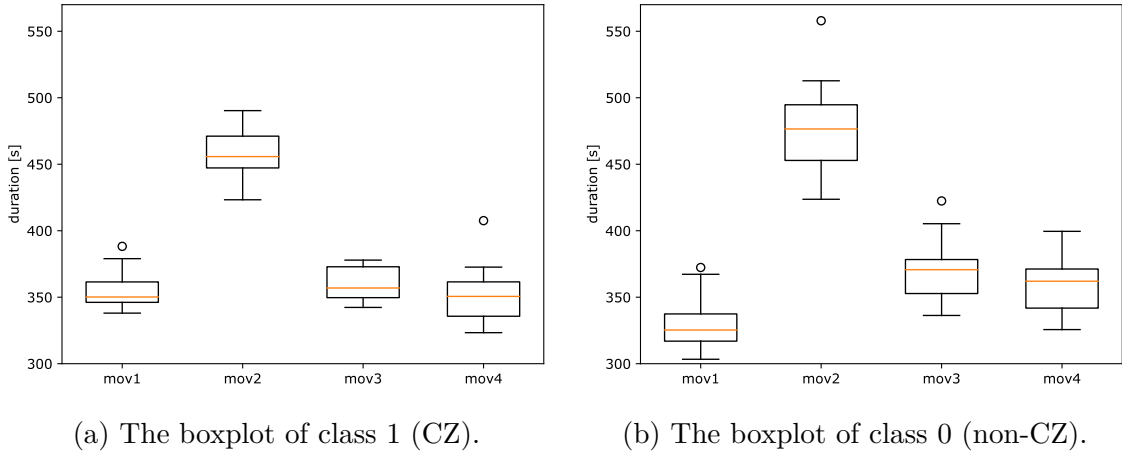 550
500
450
400
350
300
duration [s]
mov1 mov2 mov3 mov4
(a) The boxplot of class 1 (CZ).
550
500
450
400
350
300
duration [s]
mov1 mov2 mov3 mov4
(b) The boxplot of class 0 (non-CZ).